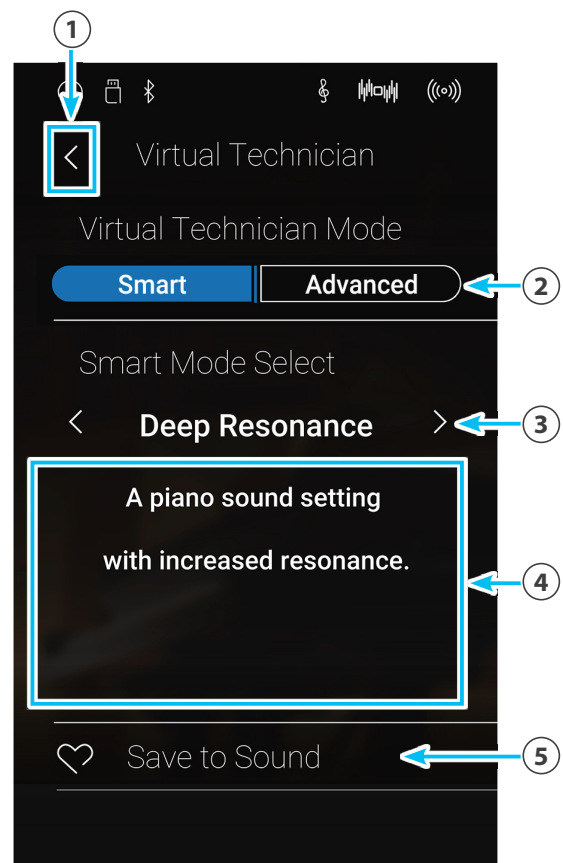 1
Virtual Technician
Virtual Technician Mode
Smart Advanced
2
Smart Mode Select
Deep Resonance
3
A piano sound setting
with increased resonance.
4
Save to Sound
5